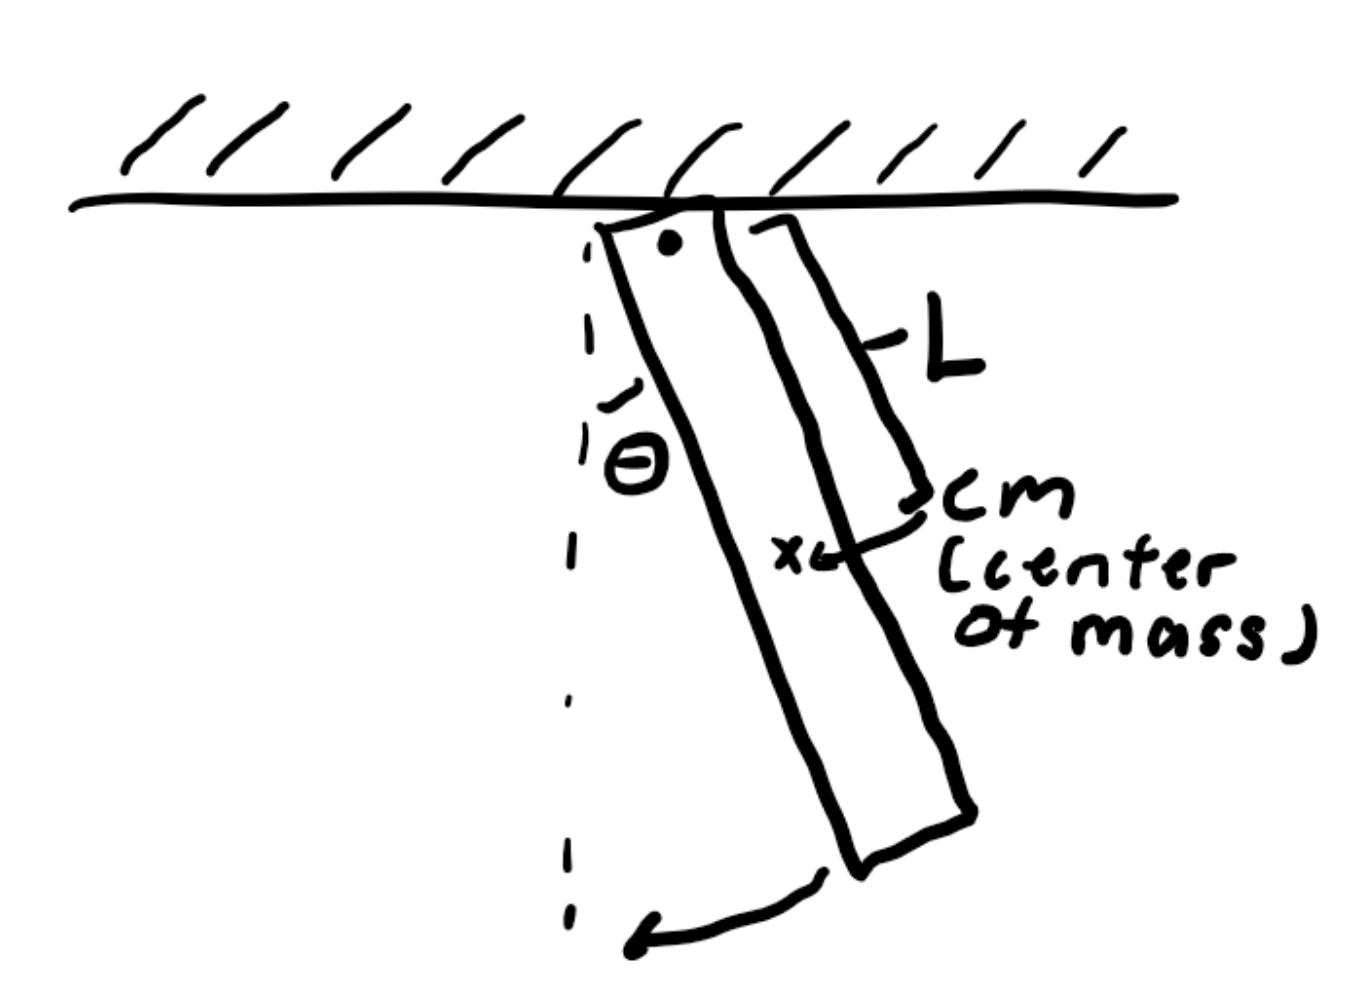 L
θ
cm
(center
of mass)
x